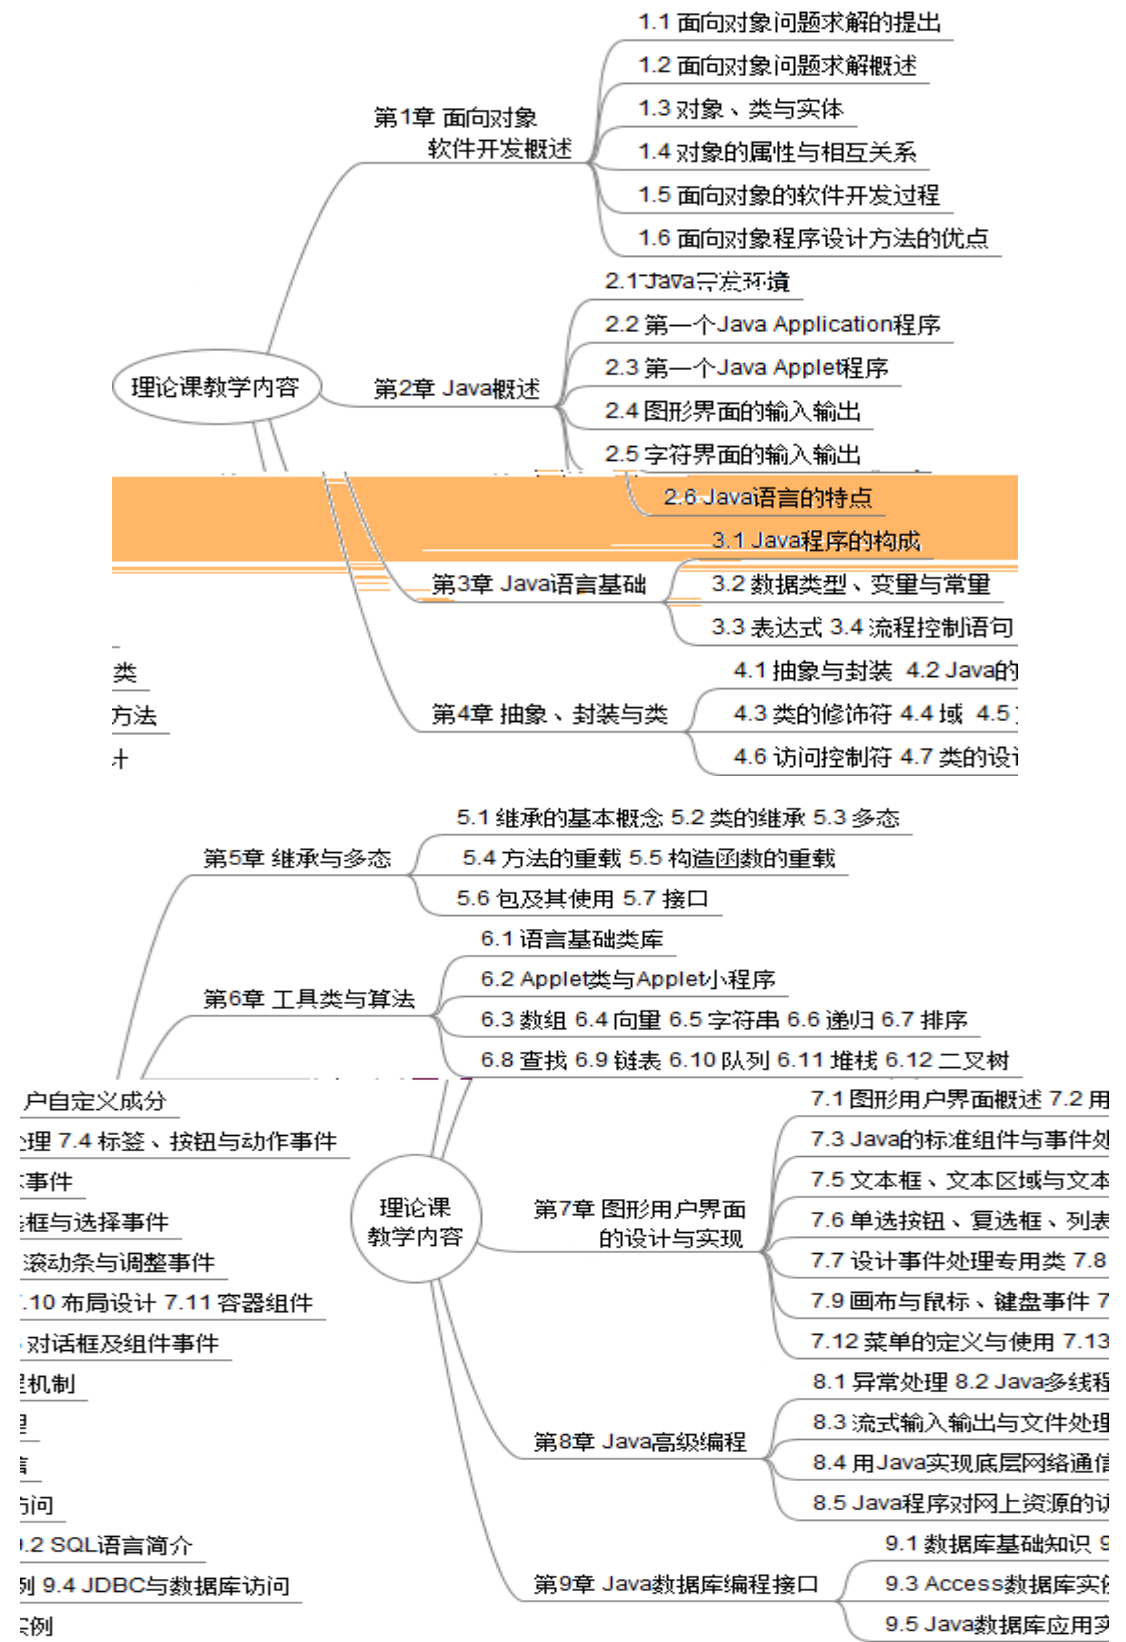 1.1 面向对象问题求解的提出
1.2 面向对象问题求解概述
第1章 面向对象
软件开发概述
1.3 对象、类与实体
1.4 对象的属性与相互关系
1.5 面向对象的软件开发过程
1.6 面向对象程序设计方法的优点
2.1 Java开发环境
2.2 第一个Java Application程序
2.3 第一个Java Applet程序
理论课教学内容
第2章 Java概述
2.4 图形界面的输入输出
2.5 字符界面的输入输出
2.6 Java语言的特点
3.1 Java程序的构成
第3章 Java语言基础
3.2 数据类型、变量与常量
3.3 表达式 3.4 流程控制语句
4.1 抽象与封装 4.2 Java的
类
第4章 抽象、封装与类
4.3 类的修饰符 4.4 域 4.5
方法
4.6 访问控制符 4.7 类的设
计
5.1 继承的基本概念 5.2 类的继承 5.3 多态
第5章 继承与多态
5.4 方法的重载 5.5 构造函数的重载
5.6 包及其使用 5.7 接口
6.1 语言基础类库
6.2 Applet类与Applet小程序
第6章 工具类与算法
6.3 数组 6.4 向量 6.5 字符串 6.6 递归 6.7 排序
6.8 查找 6.9 链表 6.10 队列 6.11 堆栈 6.12 二叉树
户自定义成分
理 7.4 标签、按钮与动作事件
事件
框与选择事件
滚动条与调整事件
.10 布局设计 7.11 容器组件
对话框及组件事件
机制
理论课
教学内容
第7章 图形用户界面
的设计与实现
7.1 图形用户界面概述 7.2 用
7.3 Java的标准组件与事件处
7.5 文本框、文本区域与文本
7.6 单选按钮、复选框、列表
7.7 设计事件处理专用类 7.8
7.9 画布与鼠标、键盘事件 7
7.12 菜单的定义与使用 7.13
第8章 Java高级编程
8.1 异常处理 8.2 Java多线程
8.3 流式输入输出与文件处理
8.4 用Java实现底层网络通信
8.5 Java程序对网上资源的访
问
.2 SQL语言简介
列 9.4 JDBC与数据库访问
例
第9章 Java数据库编程接口
9.1 数据库基础知识 9
9.3 Access数据库实
9.5 Java数据库应用实